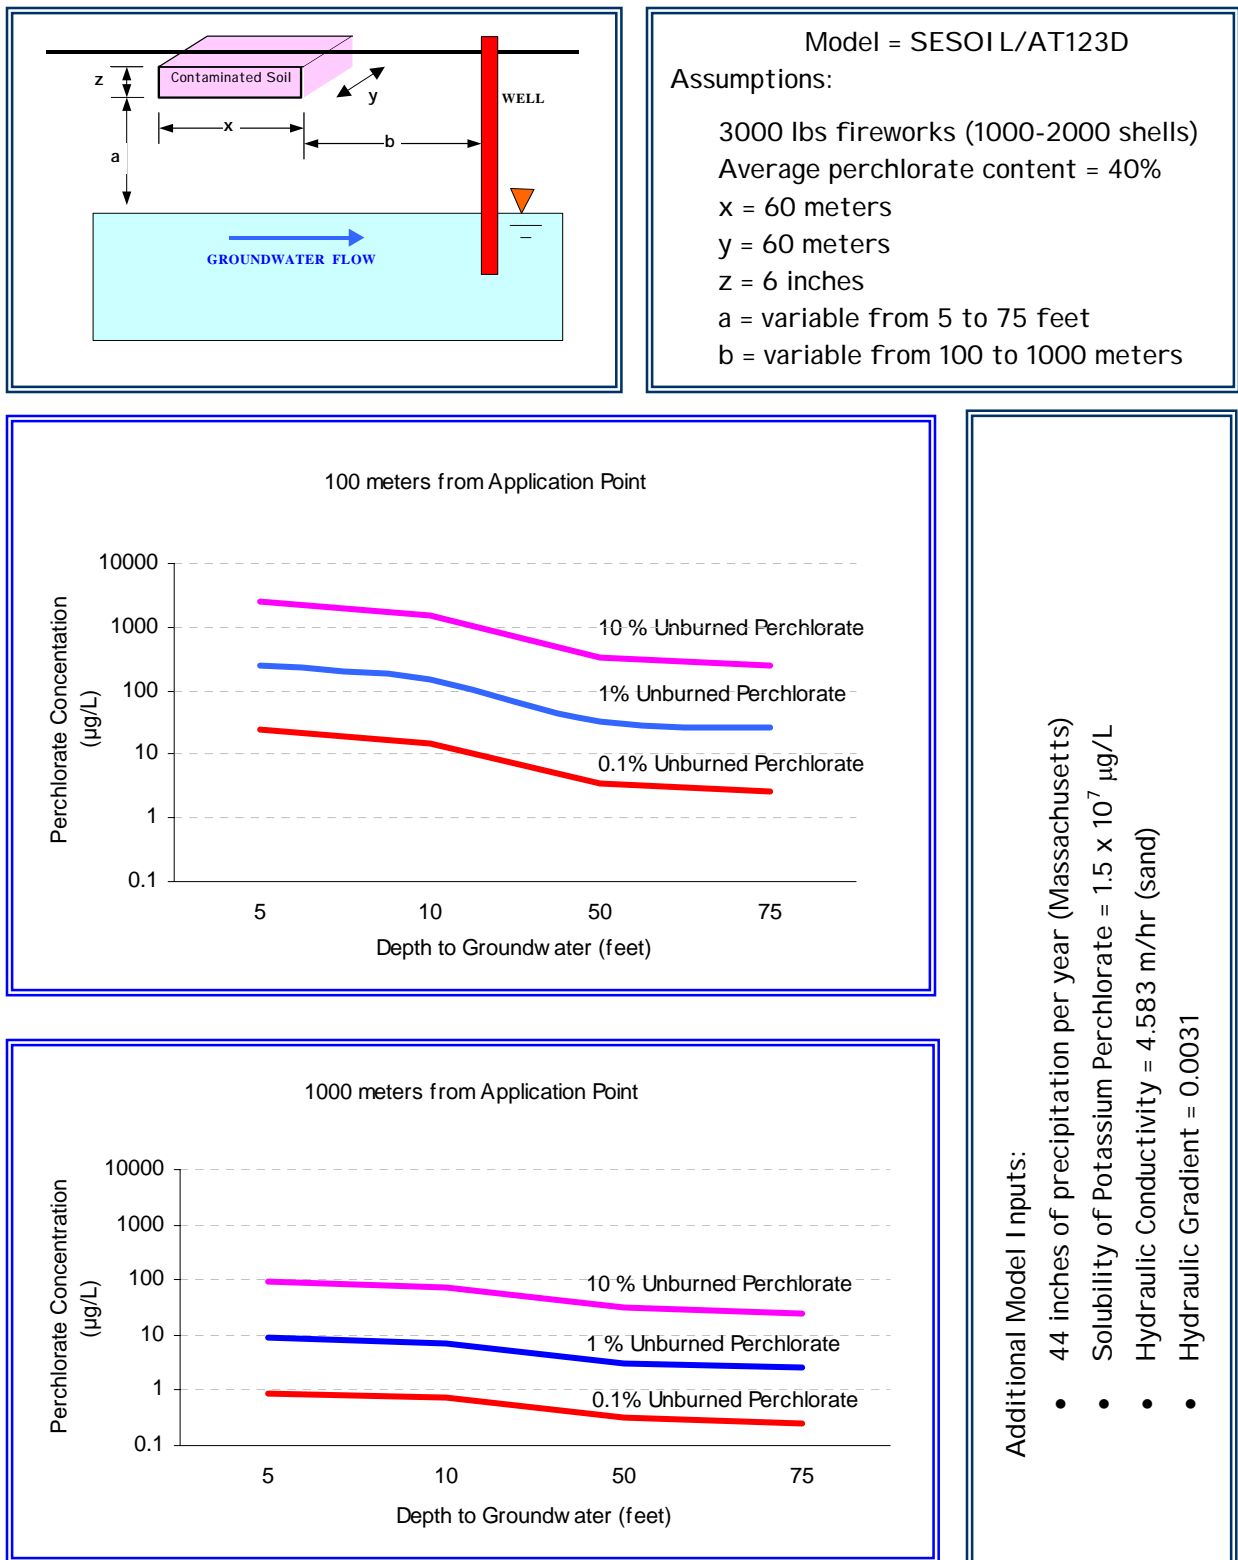 z
Contaminated Soil
y
x
a
b
WELL
GROUNDWATER FLOW
Model = SESOIL/AT123D
Assumptions:
3000 lbs fireworks (1000-2000 shells)
Average perchlorate content = 40%
x = 60 meters
y = 60 meters
z = 6 inches
a = variable from 5 to 75 feet
b = variable from 100 to 1000 meters
100 meters from Application Point
Perchlorate Concentation
(µg/L)
10000
1000
100
10
1
0.1
10 % Unburned Perchlorate
1% Unburned Perchlorate
0.1% Unburned Perchlorate
5 10 50 75
Depth to Groundwater (feet)
1000 meters from Application Point
Perchlorate Concentration
(µg/L)
10000
1000
100
10
1
0.1
10 % Unburned Perchlorate
1 % Unburned Perchlorate
0.1% Unburned Perchlorate
5 10 50 75
Depth to Groundwater (feet)
Additional Model Inputs:
• 44 inches of precipitation per year (Massachusetts)
• Solubility of Potassium Perchlorate = 1.5 x 10⁷ µg/L
• Hydraulic Conductivity = 4.583 m/hr (sand)
• Hydraulic Gradient = 0.0031